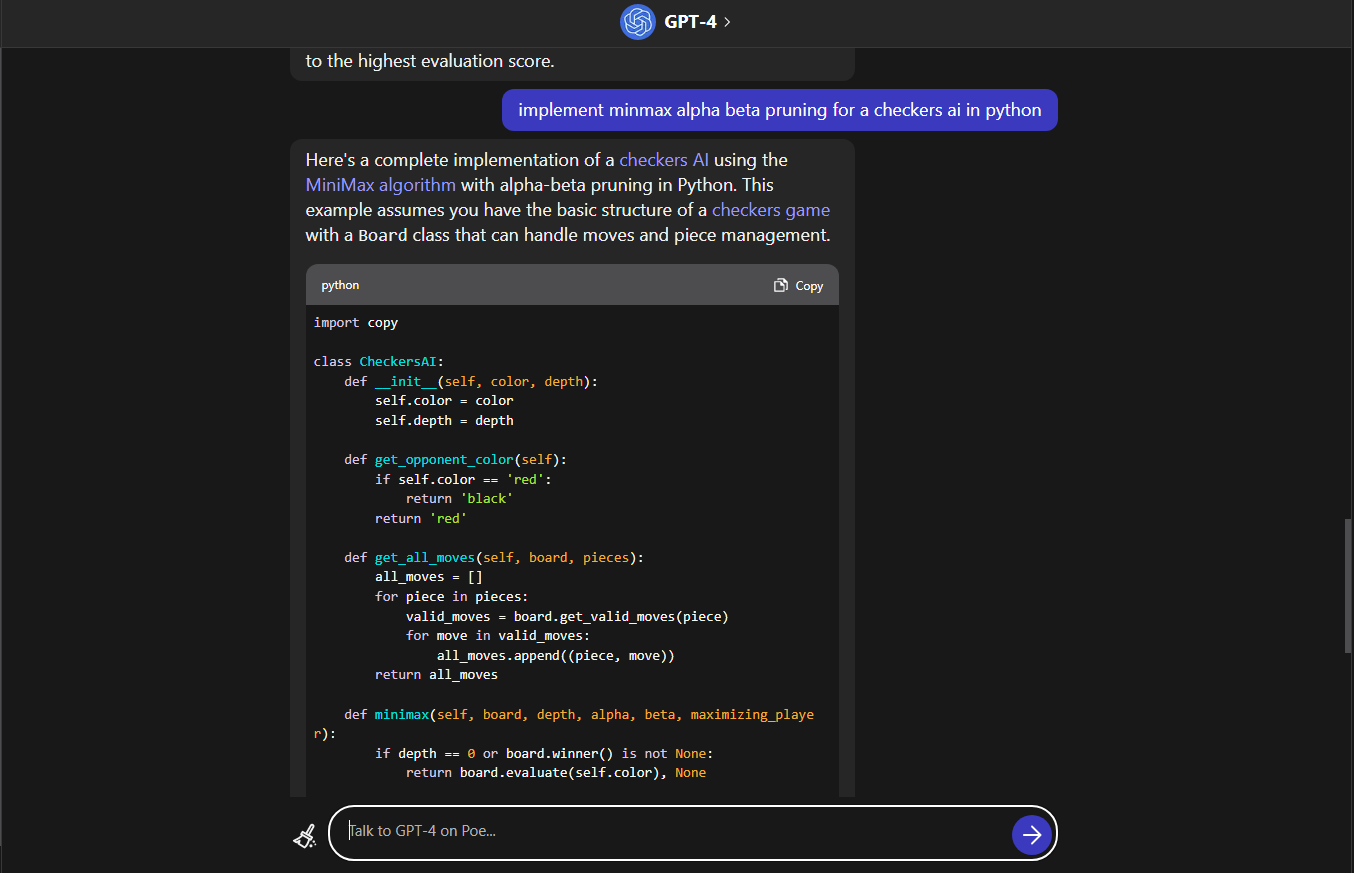 GPT-4
to the highest evaluation score.
implement minmax alpha beta pruning for a checkers ai in python
Here's a complete implementation of a checkers AI using the
MiniMax algorithm with alpha-beta pruning in Python. This
example assumes you have the basic structure of a checkers game
with a Board class that can handle moves and piece management.
python Copy
import copy
class CheckersAI:
    def __init__(self, color, depth):
        self.color = color
        self.depth = depth
    def get_opponent_color(self):
        if self.color == 'red':
            return 'black'
        return 'red'
    def get_all_moves(self, board, pieces):
        all_moves = []
        for piece in pieces:
            valid_moves = board.get_valid_moves(piece)
            for move in valid_moves:
                all_moves.append((piece, move))
        return all_moves
    def minimax(self, board, depth, alpha, beta, maximizing_playe
r):
        if depth == 0 or board.winner() is not None:
            return board.evaluate(self.color), None
Talk to GPT-4 on Poe...